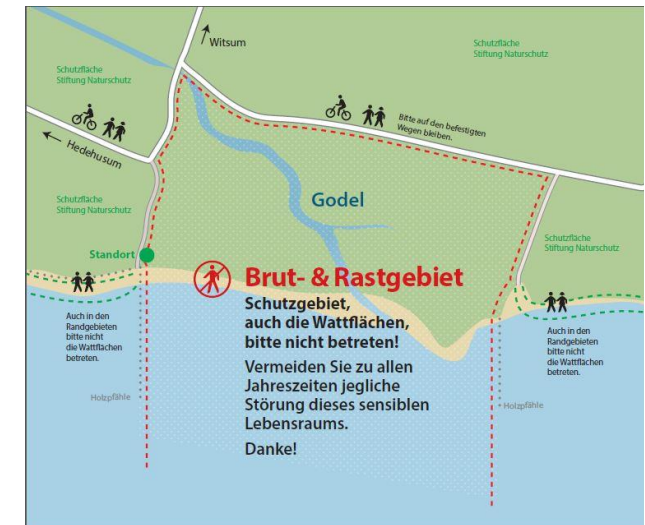 Witsum
Schutzfläche
Stiftung Naturschutz
Schutzfläche
Stiftung Naturschutz
Bitte auf den befestigten
Wegen bleiben.
Hedehusum
Schutzfläche
Stiftung Naturschutz
Godel
Schutzfläche
Stiftung Naturschutz
Standort
Brut- & Rastgebiet
Schutzgebiet,
auch die Wattflächen,
bitte nicht betreten!
Vermeiden Sie zu allen
Jahreszeiten jegliche
Störung dieses sensiblen
Lebensraums.
Danke!
Auch in den
Randgebieten
bitte nicht
die Wattflächen
betreten.
Holzpfähle
Auch in den
Randgebieten
bitte nicht
die Wattflächen
betreten.
Holzpfähle